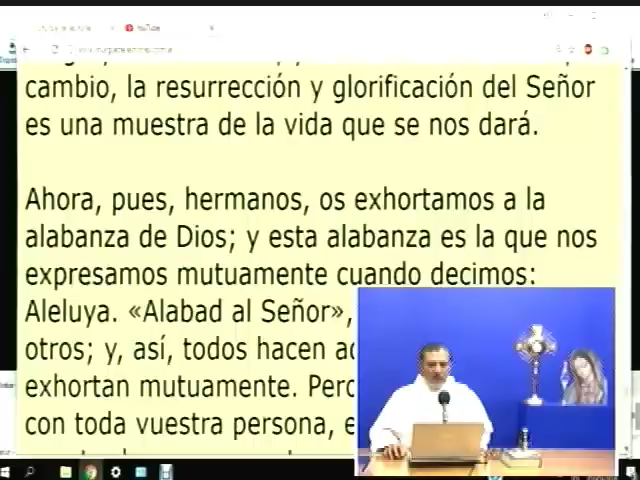 YouTube
cambio, la resurrección y glorificación del Señor
es una muestra de la vida que se nos dará.
Ahora, pues, hermanos, os exhortamos a la
alabanza de Dios; y esta alabanza es la que nos
expresamos mutuamente cuando decimos:
Aleluya. «Alabad al Señor»,
otros; y, así, todos hacen
exhortan mutuamente.
con toda vuestra persona,